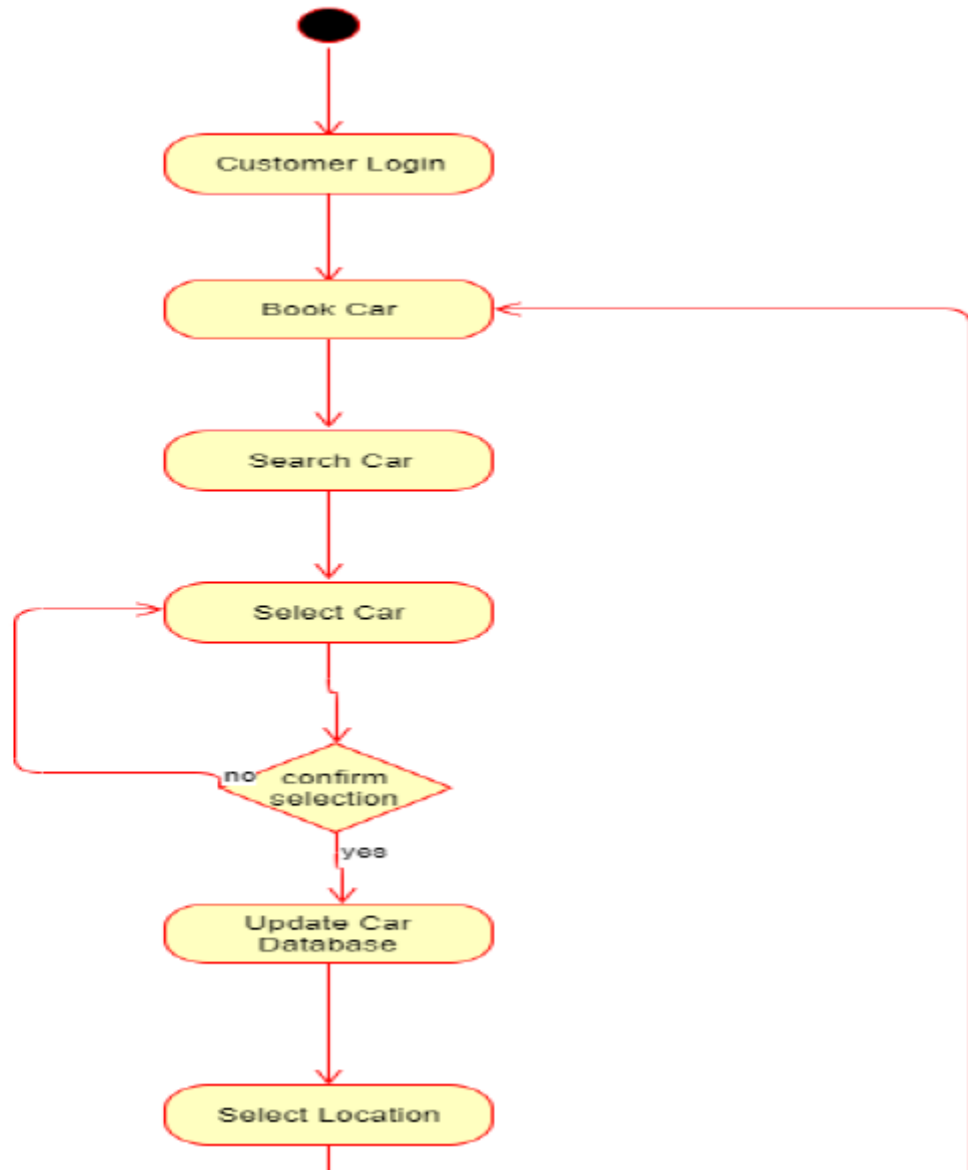 Customer Login
Book Car
Search Car
Select Car
no
confirm
selection
yes
Update Car
Database
Select Location